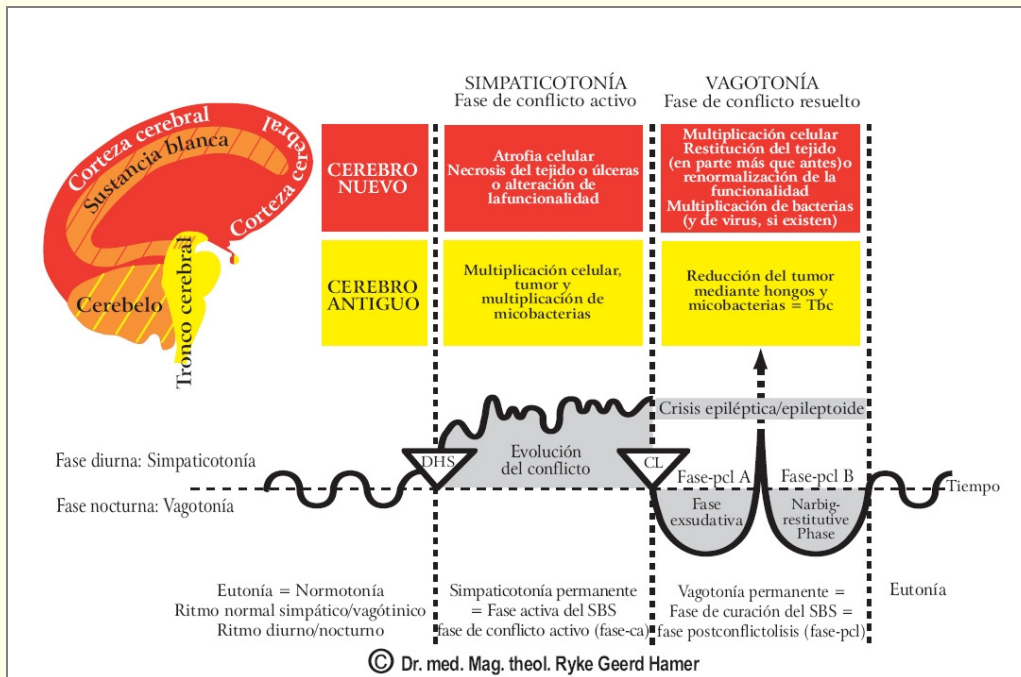 SIMPATICOTONÍA
Fase de conflicto activo
VAGOTONÍA
Fase de conflicto resuelto
Corteza cerebral
Sustancia blanca
Corteza cerebral
cerebral
Cerebelo
Tronco cerebral
CEREBRO
NUEVO
Atrofia celular
Necrosis del tejido o úlceras
o alteración de
lafuncionalidad
Multiplicación celular
Restitución del tejido
(en parte más que antes)o
renormalización de la
funcionalidad
Multiplicación de bacterias
(y de virus, si existen)
CEREBRO
ANTIGUO
Multiplicación celular,
tumor y
multiplicación de
micobacterias
Reducción del tumor
mediante hongos y
micobacterias = Tbc
Crisis epiléptica/epileptoide
Fase diurna: Simpaticotonía
DHS
Evolución
del conflicto
CL
Fase-pcl A
Fase-pcl B
Tiempo
Fase nocturna: Vagotonía
Fase
exsudativa
Narbig-
restitutive
Phase
Eutonía = Normotonía
Ritmo normal simpático/vagótinico
Ritmo diurno/nocturno
Simpaticotonía permanente
= Fase activa del SBS
fase de conflicto activo (fase-ca)
Vagotonía permanente =
Fase de curación del SBS =
fase postconflictolisis (fase-pcl)
Eutonía
© Dr. med. Mag. theol. Ryke Geerd Hamer